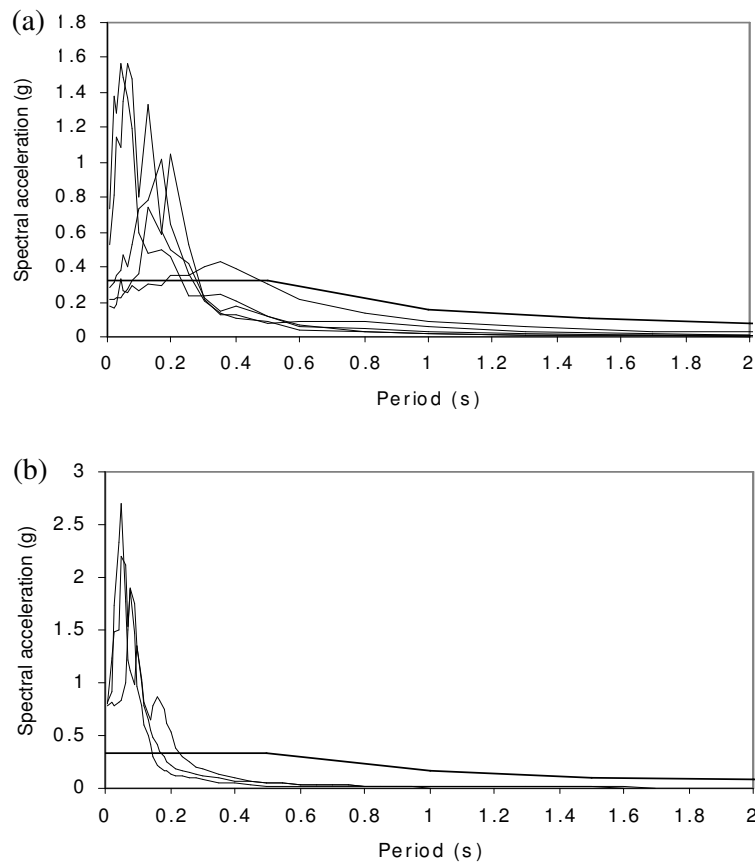 (a)
1.8
1.6
1.4
1.2
1
0.8
0.6
0.4
0.2
0
Spectral acceleration (g)
0 0.2 0.4 0.6 0.8 1 1.2 1.4 1.6 1.8 2
Period (s)
(b)
3
2.5
2
1.5
1
0.5
0
Spectral acceleration (g)
0 0.2 0.4 0.6 0.8 1 1.2 1.4 1.6 1.8 2
Period (s)